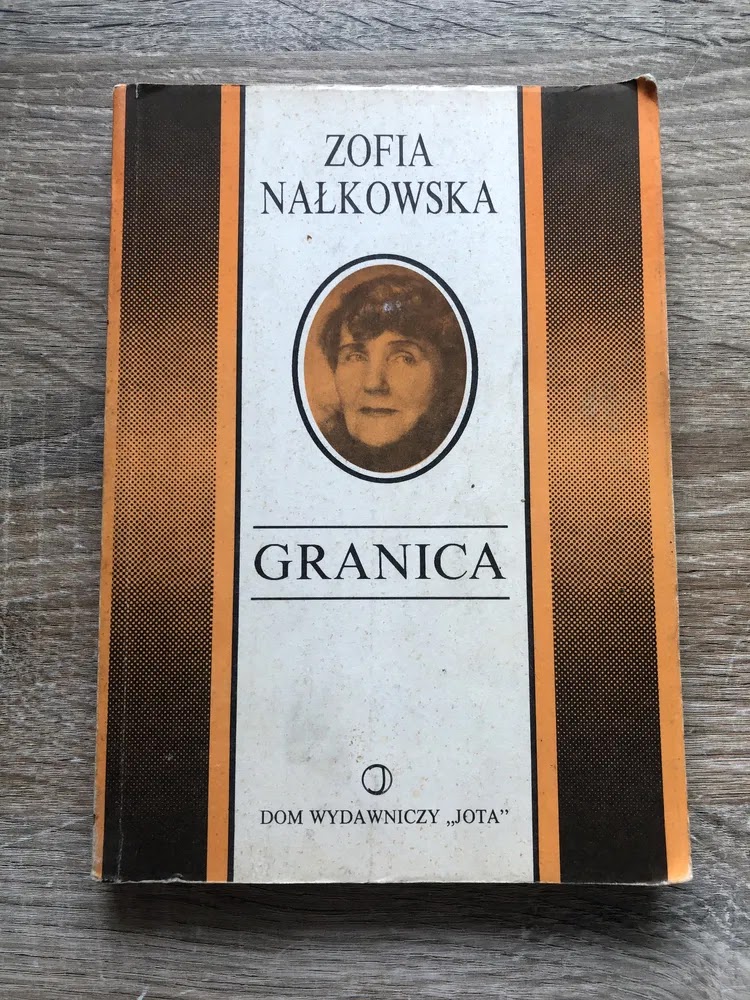 ZOFIA
NAŁKOWSKA
GRANICA
DOM WYDAWNICZY „JOTA”